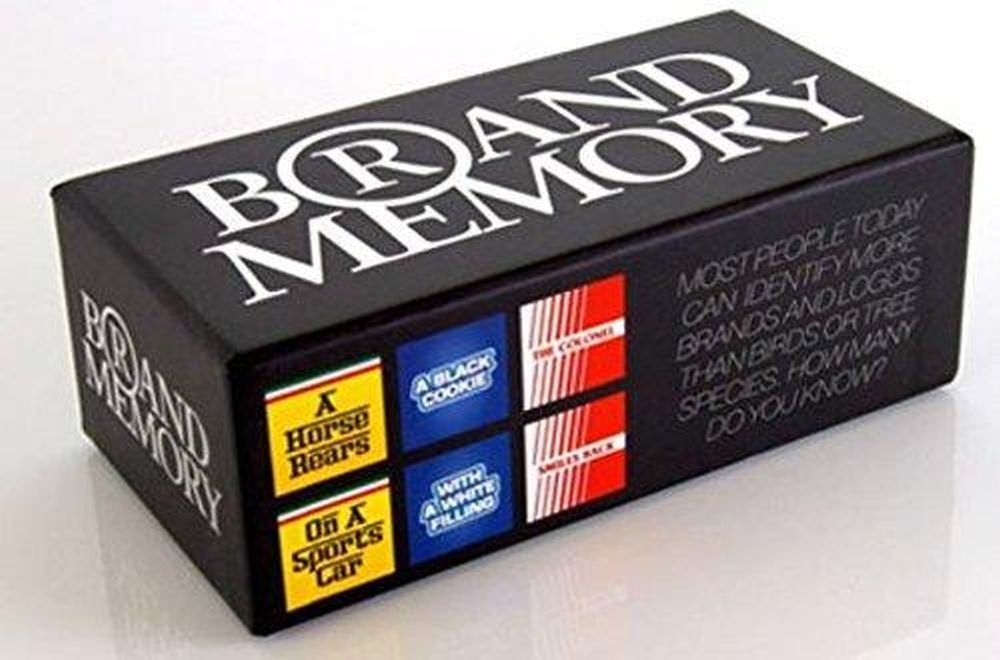 BRAND
MEMORY
BRAND
MEMORY
A
Horse
Rears
On A
Sports
Car
A BLACK
COOKIE
WITH
A WHITE
FILLING
THE COLONEL
SMILES BACK
MOST PEOPLE TODAY
CAN IDENTIFY MORE
BRANDS AND LOGOS
THAN BIRDS OR TREE
SPECIES. HOW MANY
DO YOU KNOW?